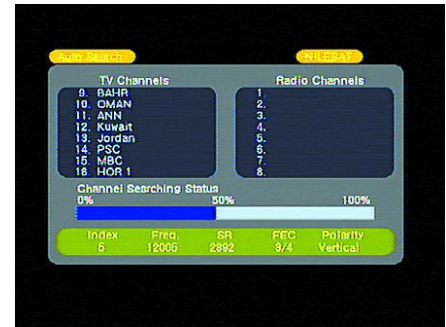 Auto Search
NILESAT
TV Channels
9. BAHR
10. OMAN
11. ANN
12. Kuwait
13. Jordan
14. PSC
15. MBC
16. HOR 1
Radio Channels
1.
2.
3.
4.
5.
6.
7.
8.
Channel Searching Status
0% 50% 100%
Index Freq. SR FEC Polarity
5 12005 2892 3/4 Vertical